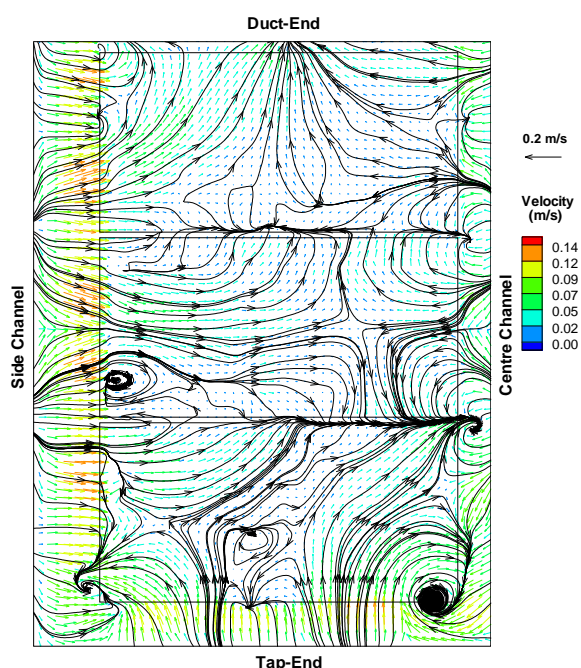 Duct-End
Side Channel
Centre Channel
0.2 m/s
Velocity
(m/s)
0.14
0.12
0.09
0.07
0.05
0.02
0.00
Tap-End